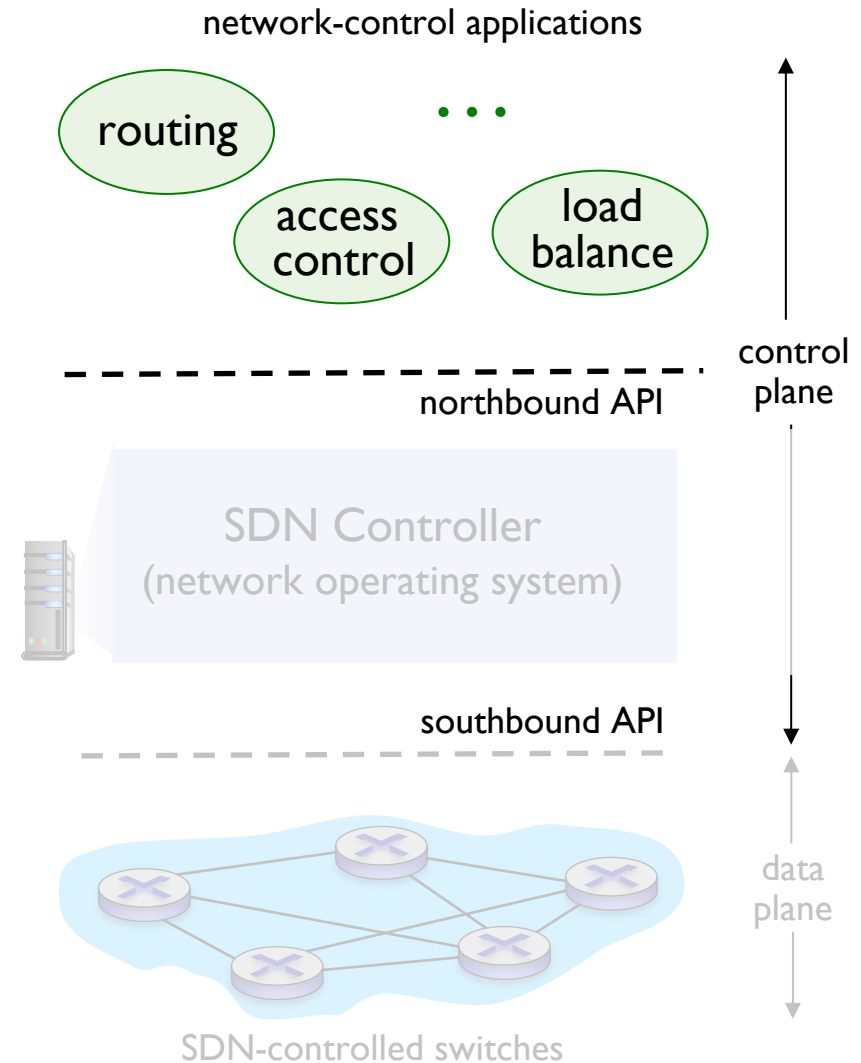 network-control applications
routing
. . .
access
control
load
balance
control
plane
northbound API
SDN Controller
(network operating system)
southbound API
data
plane
SDN-controlled switches